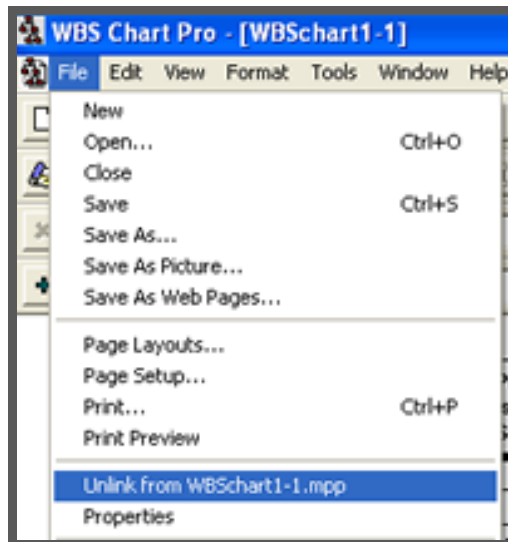 WBS Chart Pro - [WBSchart1-1]
File Edit View Format Tools Window Help
New
Open... Ctrl+O
Close
Save Ctrl+S
Save As...
Save As Picture...
Save As Web Pages...
Page Layouts...
Page Setup...
Print... Ctrl+P
Print Preview
Unlink from WBSchart1-1.mpp
Properties